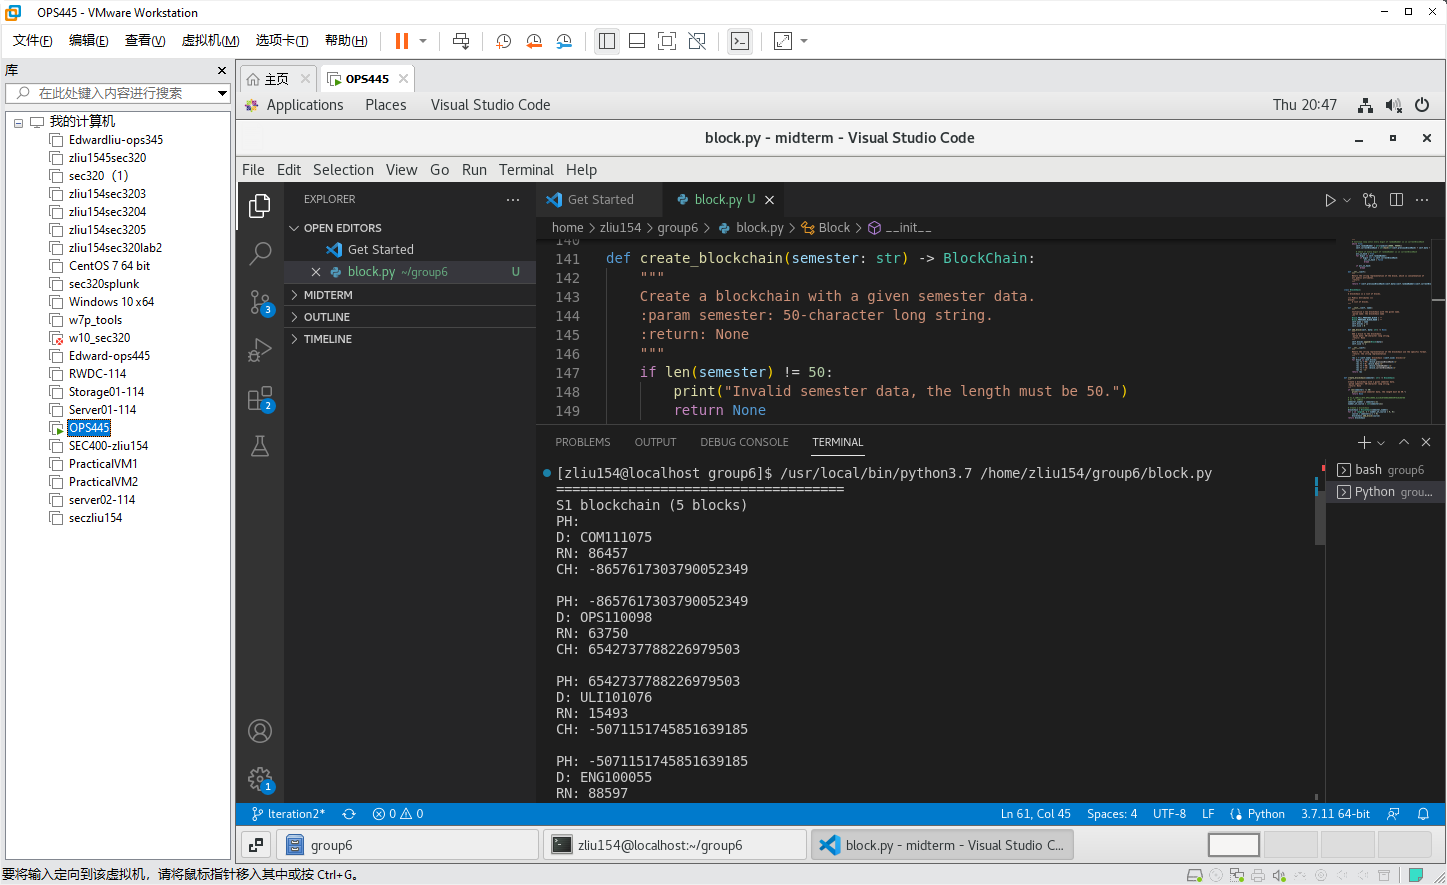 OPS445 - VMware Workstation
文件(F) 编辑(E) 查看(V) 虚拟机(M) 选项卡(T) 帮助(H)
库
在此处键入内容进行搜索
我的计算机
Edwardliu-ops345
zliu1545sec320
sec320（1）
zliu154sec3203
zliu154sec3204
zliu154sec3205
zliu154sec320lab2
CentOS 7 64 bit
sec320splunk
Windows 10 x64
w7p_tools
w10_sec320
Edward-ops445
RWDC-114
Storage01-114
Server01-114
OPS445
SEC400-zliu154
PracticalVM1
PracticalVM2
server02-114
seczliu154
主页 OPS445
Applications Places Visual Studio Code Thu 20:47
block.py - midterm - Visual Studio Code
File Edit Selection View Go Run Terminal Help
EXPLORER
OPEN EDITORS
Get Started
block.py ~/group6 U
MIDTERM
OUTLINE
TIMELINE
3
2
1
Get Started block.py U
home > zliu154 > group6 > block.py > Block > __init__
140
141 def create_blockchain(semester: str) -> BlockChain:
142 """
143 Create a blockchain with a given semester data.
144 :param semester: 50-character long string.
145 :return: None
146 """
147 if len(semester) != 50:
148 print("Invalid semester data, the length must be 50.")
149 return None
PROBLEMS OUTPUT DEBUG CONSOLE TERMINAL
bash group6
Python grou...
[zliu154@localhost group6]$ /usr/local/bin/python3.7 /home/zliu154/group6/block.py
====================================
S1 blockchain (5 blocks)
PH:
D: COM111075
RN: 86457
CH: -8657617303790052349
PH: -8657617303790052349
D: OPS110098
RN: 63750
CH: 6542737788226979503
PH: 6542737788226979503
D: ULI101076
RN: 15493
CH: -5071151745851639185
PH: -5071151745851639185
D: ENG100055
RN: 88597
Iteration2* 0 0 Ln 61, Col 45 Spaces: 4 UTF-8 LF Python 3.7.11 64-bit
group6 zliu154@localhost:~/group6 block.py - midterm - Visual Studio C...
要将输入定向到该虚拟机，请将鼠标指针移入其中或按 Ctrl+G。